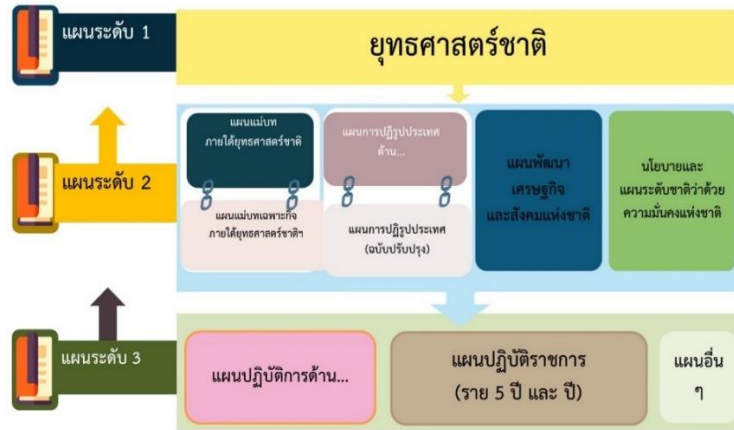 แผนระดับ 1
ยุทธศาสตร์ชาติ
แผนระดับ 2
แผนแม่บท
ภายใต้ยุทธศาสตร์ชาติ
แผนแม่บทเฉพาะกิจ
ภายใต้ยุทธศาสตร์ชาติฯ
แผนการปฏิรูปประเทศ
ด้าน...
แผนการปฏิรูปประเทศ
(ฉบับปรับปรุง)
แผนพัฒนา
เศรษฐกิจ
และสังคมแห่งชาติ
นโยบายและ
แผนระดับชาติว่าด้วย
ความมั่นคงแห่งชาติ
แผนระดับ 3
แผนปฏิบัติการด้าน...
แผนปฏิบัติราชการ
(ราย 5 ปี และ ปี)
แผนอื่น
ๆ